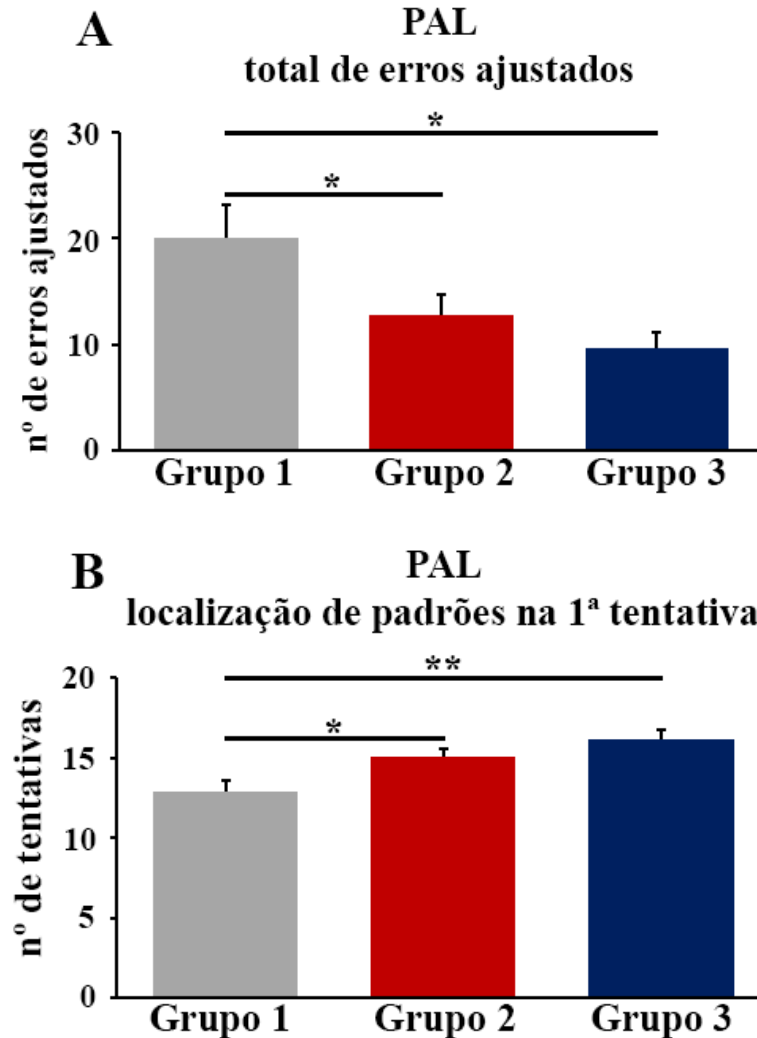 A
PAL
total de erros ajustados
nº de erros ajustados
30
20
10
0
*
*
Grupo 1 Grupo 2 Grupo 3
B
PAL
localização de padrões na 1ª tentativa
nº de tentativas
20
15
10
5
0
**
*
Grupo 1 Grupo 2 Grupo 3